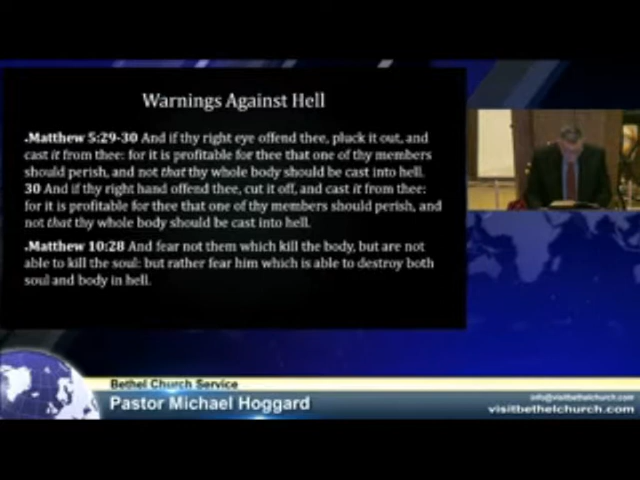 Warnings Against Hell
.Matthew 5:29-30 And if thy right eye offend thee, pluck it out, and
cast it from thee: for it is profitable for thee that one of thy members
should perish, and not that thy whole body should be cast into hell.
30 And if thy right hand offend thee, cut it off, and cast it from thee:
for it is profitable for thee that one of thy members should perish, and
not that thy whole body should be cast into hell.
.Matthew 10:28 And fear not them which kill the body, but are not
able to kill the soul: but rather fear him which is able to destroy both
soul and body in hell.
Bethel Church Service
Pastor Michael Hoggard
info@visitbethelchurch.com
visitbethelchurch.com